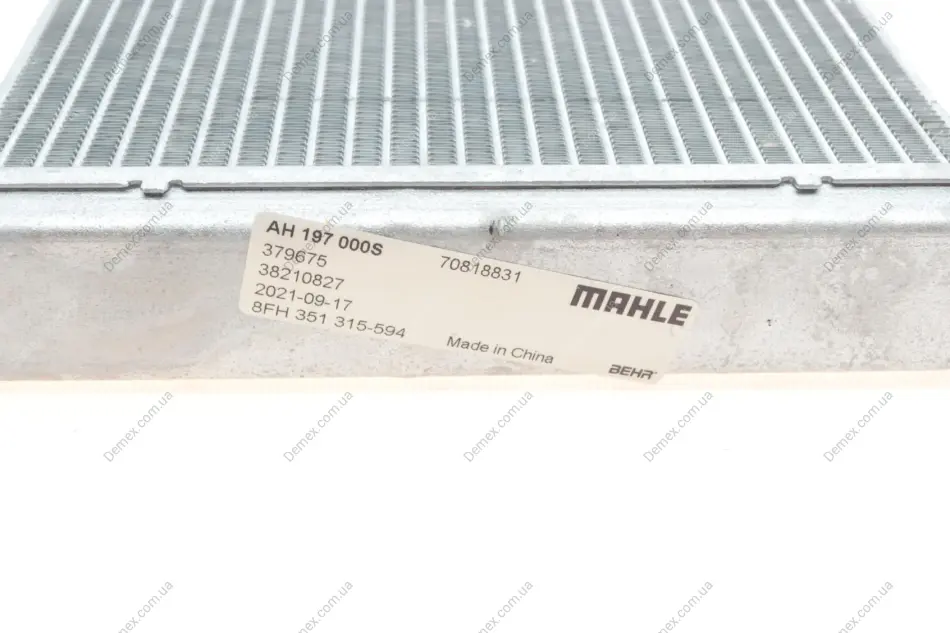 AH 197 000S
379675 70818831
38210827
2021-09-17
8FH 351 315-594
MAHLE
Made in China
BEHR
Demex.com.ua